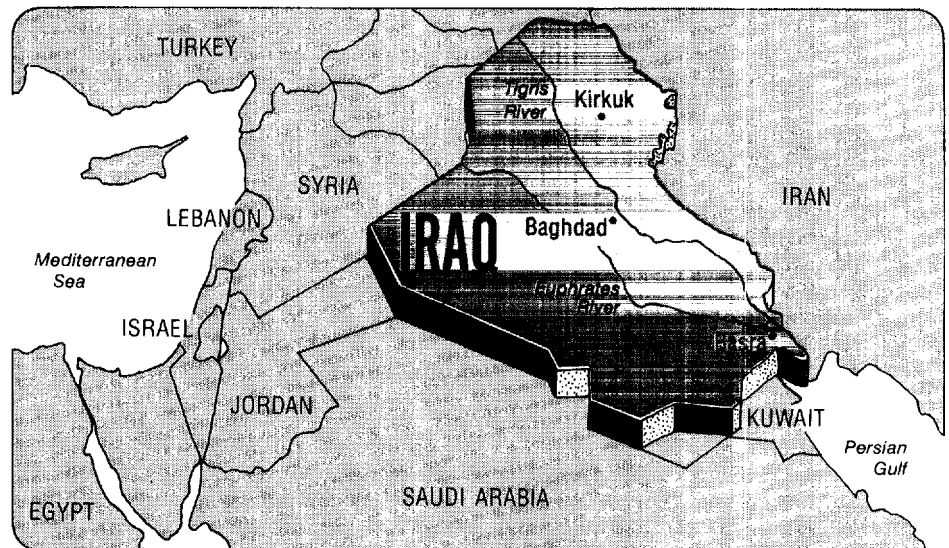 TURKEY
Tigris
River
Kirkuk
SYRIA
IRAN
LEBANON
IRAQ
Baghdad
Mediterranean
Sea
Euphrates
River
ISRAEL
Basra
JORDAN
KUWAIT
Persian
Gulf
SAUDI ARABIA
EGYPT